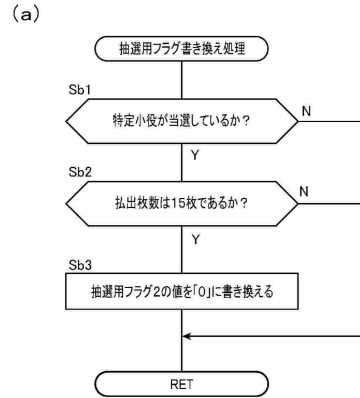 (a)
抽選用フラグ書き換え処理
Sb1
特定小役が当選しているか?
N
Y
Sb2
払出枚数は15枚であるか?
N
Y
Sb3
抽選用フラグ2の値を「0」に書き換える
RET